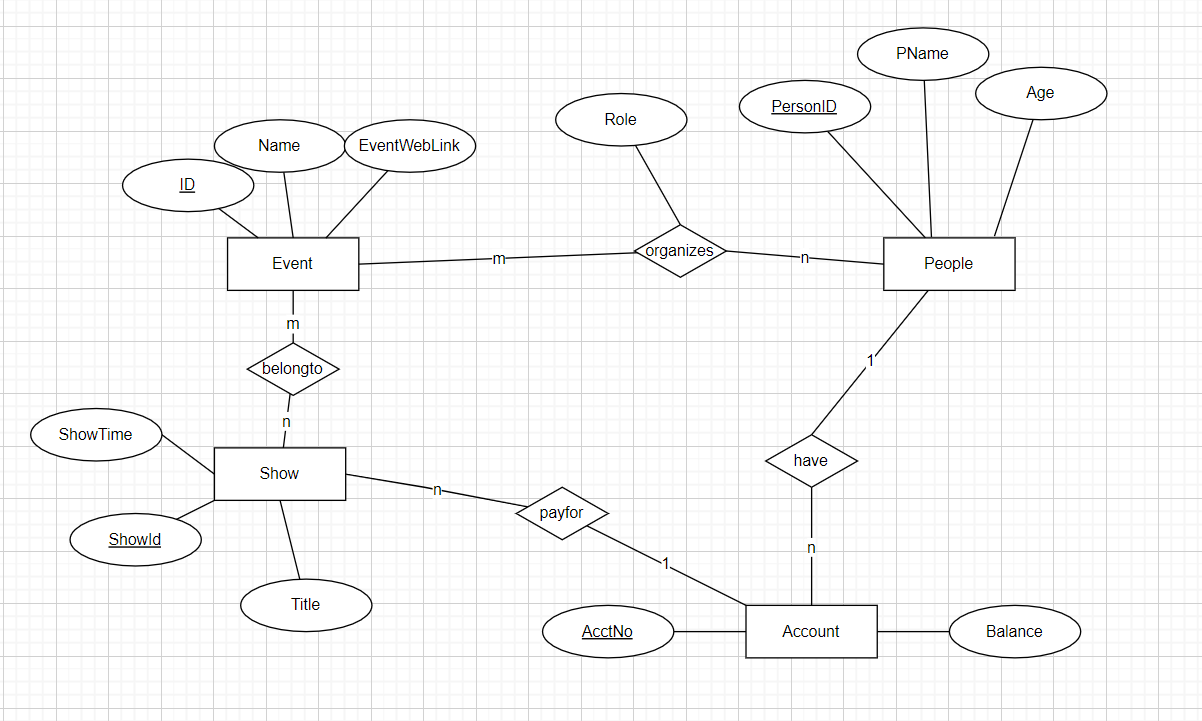 PName
Age
PersonID
Role
Name
EventWebLink
ID
organizes
m
n
Event
People
m
1
belongto
n
ShowTime
have
Show
n
payfor
ShowId
n
1
Title
AcctNo
Account
Balance